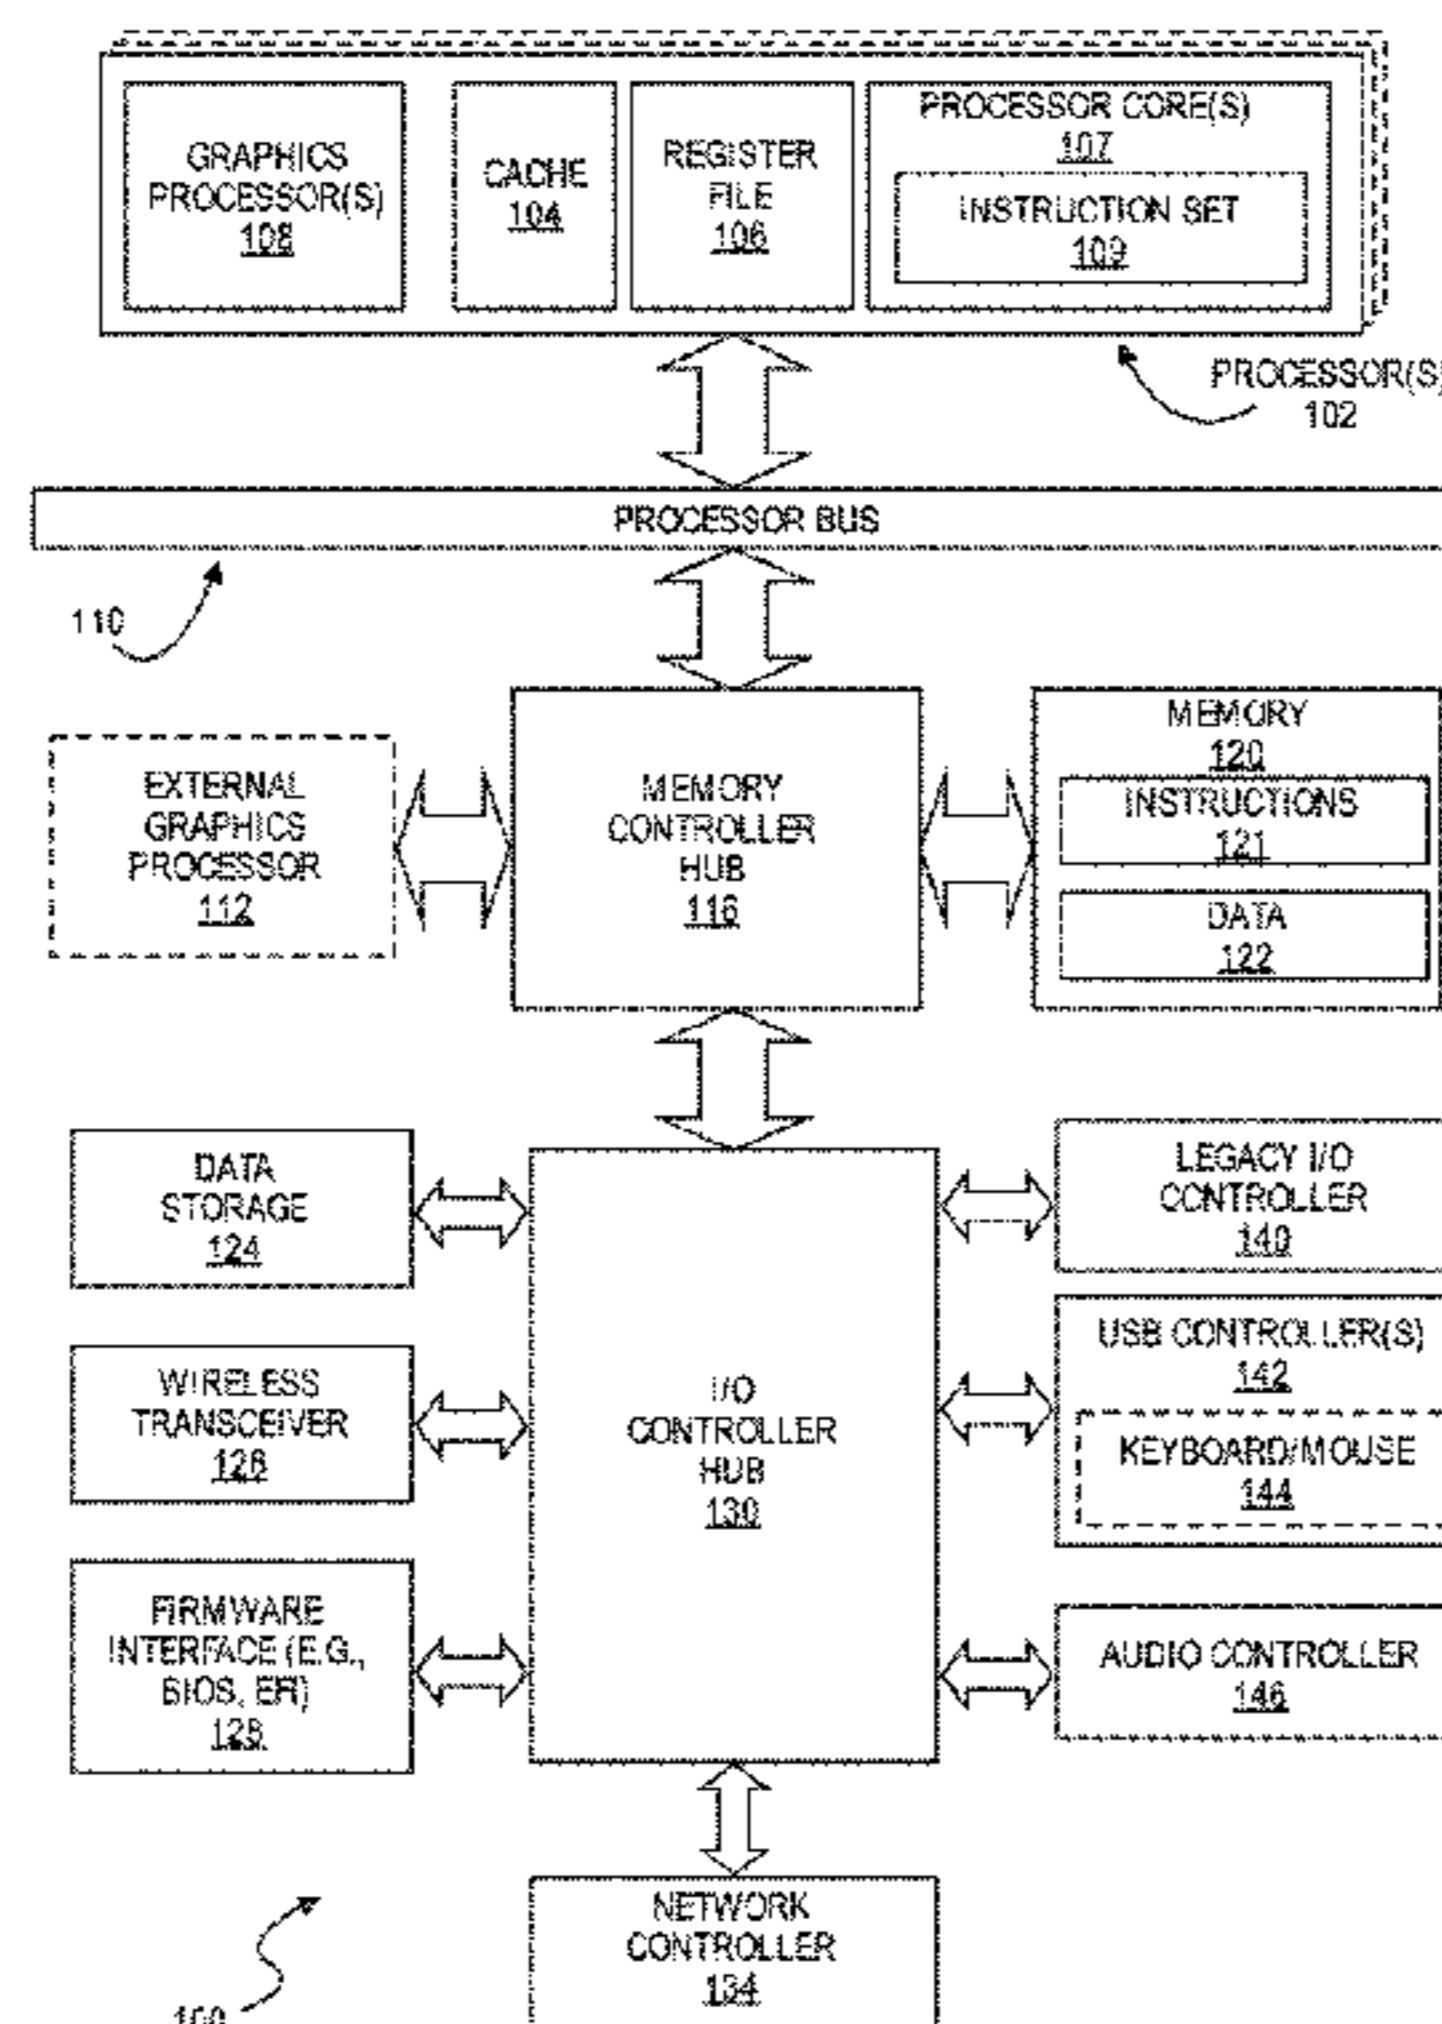 GRAPHICS
PROCESSOR(S)
108
CACHE
104
REGISTER
FILE
106
PROCESSOR CORE(S)
107
INSTRUCTION SET
109
PROCESSOR(S)
102
PROCESSOR BUS
110
EXTERNAL
GRAPHICS
PROCESSOR
112
MEMORY
CONTROLLER
HUB
116
MEMORY
120
INSTRUCTIONS
121
DATA
122
DATA
STORAGE
124
WIRELESS
TRANSCEIVER
126
FIRMWARE
INTERFACE (E.G.,
BIOS, EFI)
128
I/O
CONTROLLER
HUB
130
LEGACY I/O
CONTROLLER
140
USB CONTROLLER(S)
142
KEYBOARD/MOUSE
144
AUDIO CONTROLLER
146
NETWORK
CONTROLLER
134
100